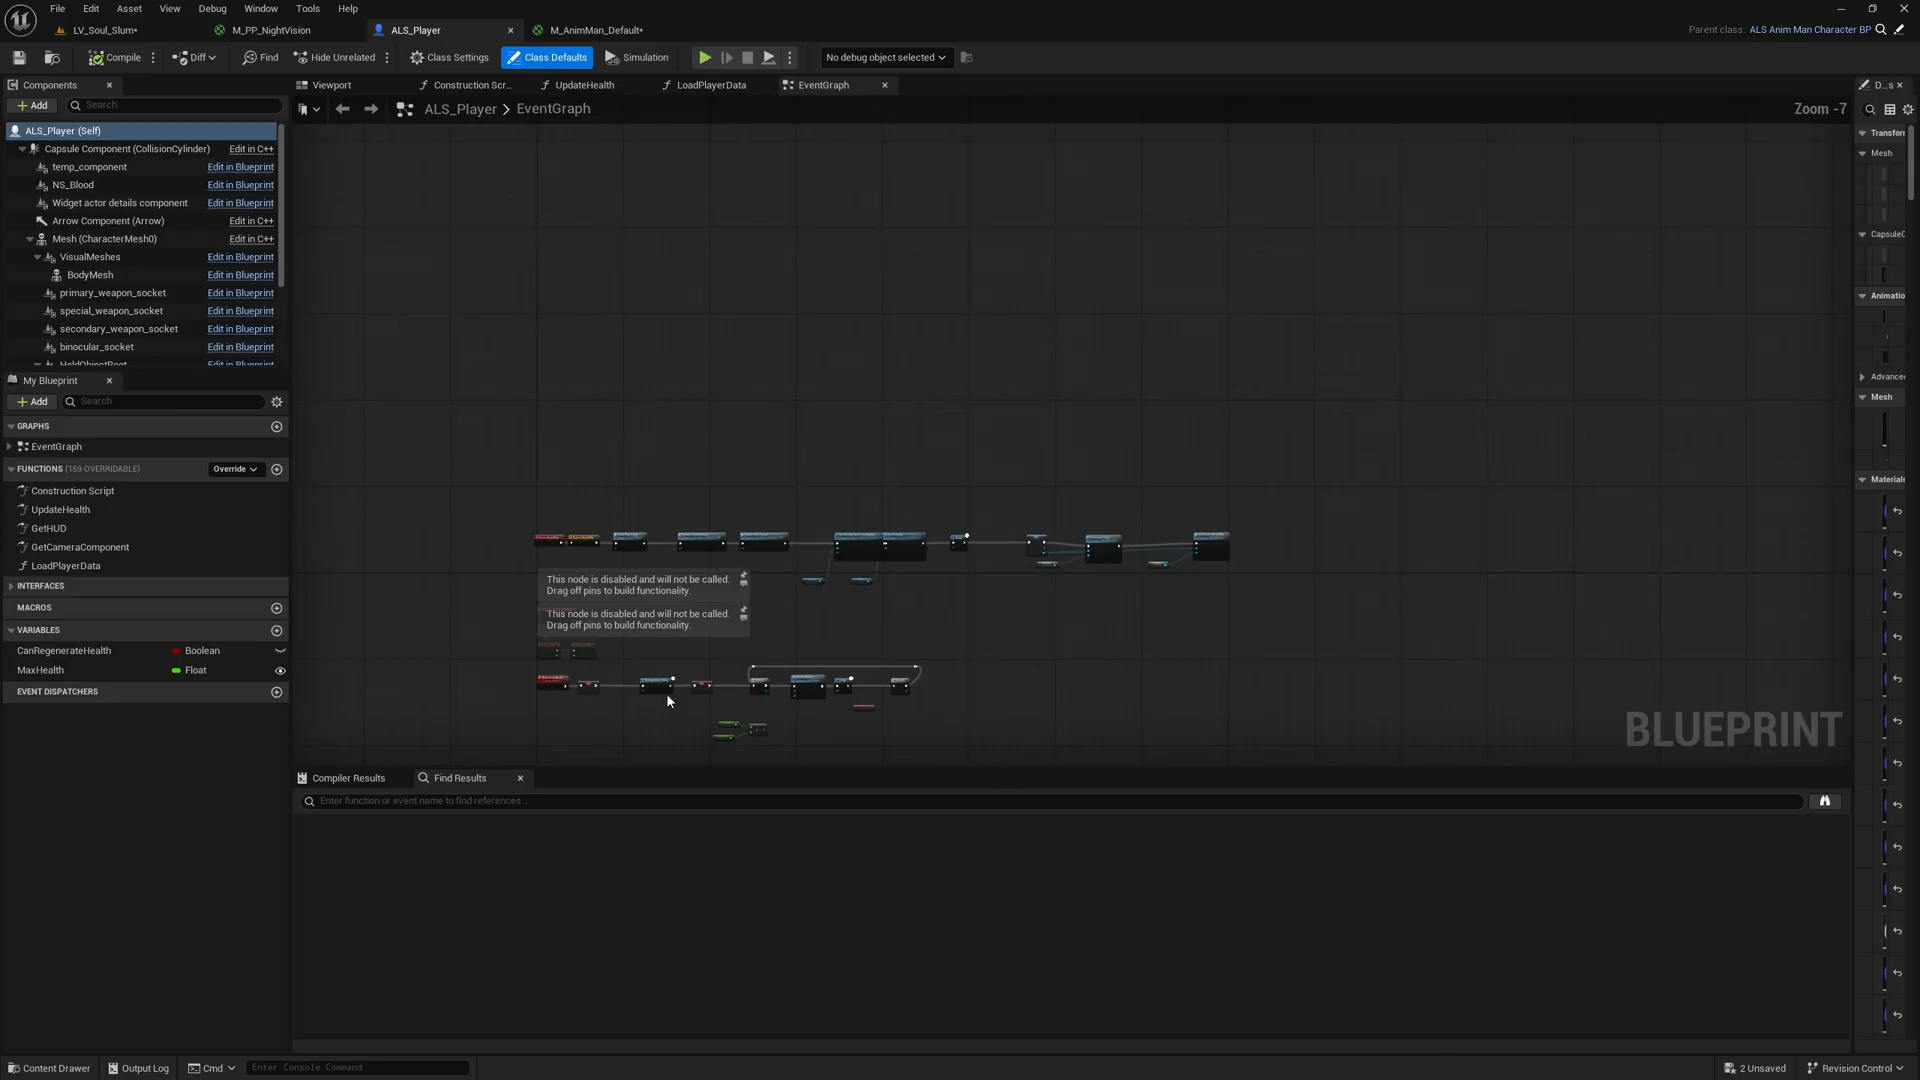 File Edit Asset View Debug Window Tools Help
LV_Soul_Slum* M_PP_NightVision ALS_Player M_AnimMan_Default*
Parent class: ALS Anim Man Character BP
Compile Diff Find Hide Unrelated Class Settings Class Defaults Simulation No debug object selected
Components
Add Search
ALS_Player (Self)
Capsule Component (CollisionCylinder) Edit in C++
temp_component Edit in Blueprint
NS_Blood Edit in Blueprint
Widget actor details component Edit in Blueprint
Arrow Component (Arrow) Edit in C++
Mesh (CharacterMesh0) Edit in C++
VisualMeshes Edit in Blueprint
BodyMesh Edit in Blueprint
primary_weapon_socket Edit in Blueprint
special_weapon_socket Edit in Blueprint
secondary_weapon_socket Edit in Blueprint
binocular_socket Edit in Blueprint
HeldObjectRoot Edit in Blueprint
My Blueprint
Add Search
GRAPHS
EventGraph
FUNCTIONS (169 OVERRIDABLE) Override
Construction Script
UpdateHealth
GetHUD
GetCameraComponent
LoadPlayerData
INTERFACES
MACROS
VARIABLES
CanRegenerateHealth Boolean
MaxHealth Float
EVENT DISPATCHERS
Viewport Construction Scr... UpdateHealth LoadPlayerData EventGraph
ALS_Player > EventGraph Zoom -7
This node is disabled and will not be called.
Drag off pins to build functionality.
This node is disabled and will not be called.
Drag off pins to build functionality.
BLUEPRINT
Compiler Results Find Results
Enter function or event name to find references...
D...s
Transforn
Mesh
CapsuleC
Animatio
Advance
Mesh
Materials
Content Drawer Output Log Cmd Enter Console Command 2 Unsaved Revision Control